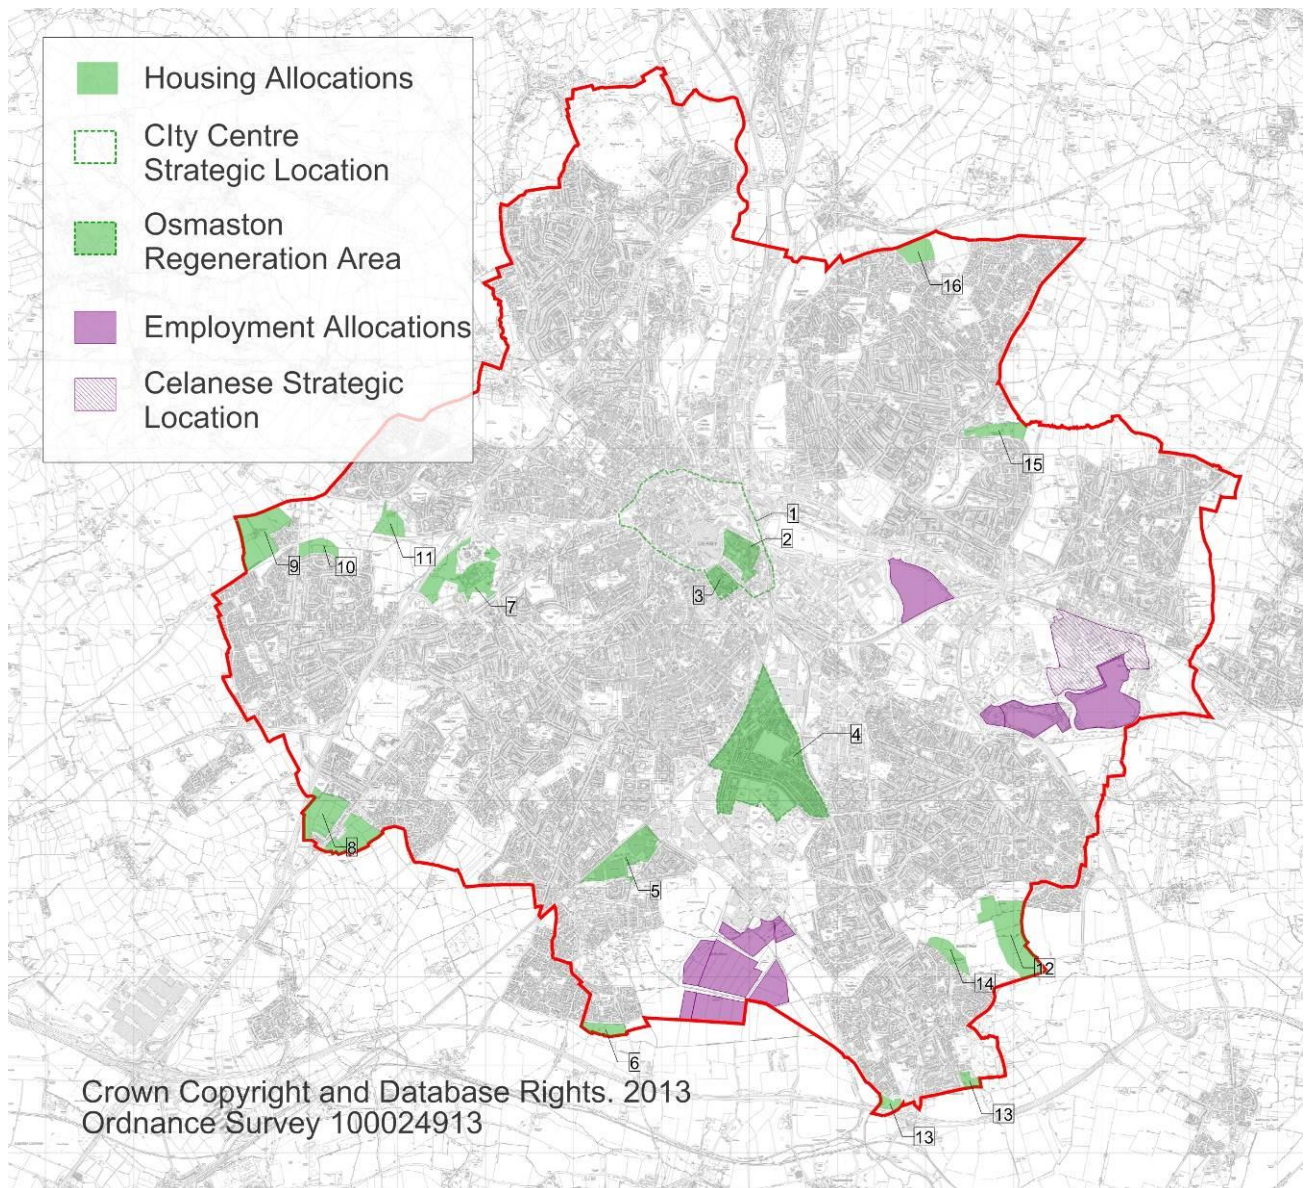 Housing Allocations
CIty Centre
Strategic Location
Osmaston
Regeneration Area
Employment Allocations
Celanese Strategic
Location
16
15
1
2
3
11
10
9
7
4
8
5
12
14
6
13
13
Crown Copyright and Database Rights. 2013
Ordnance Survey 100024913